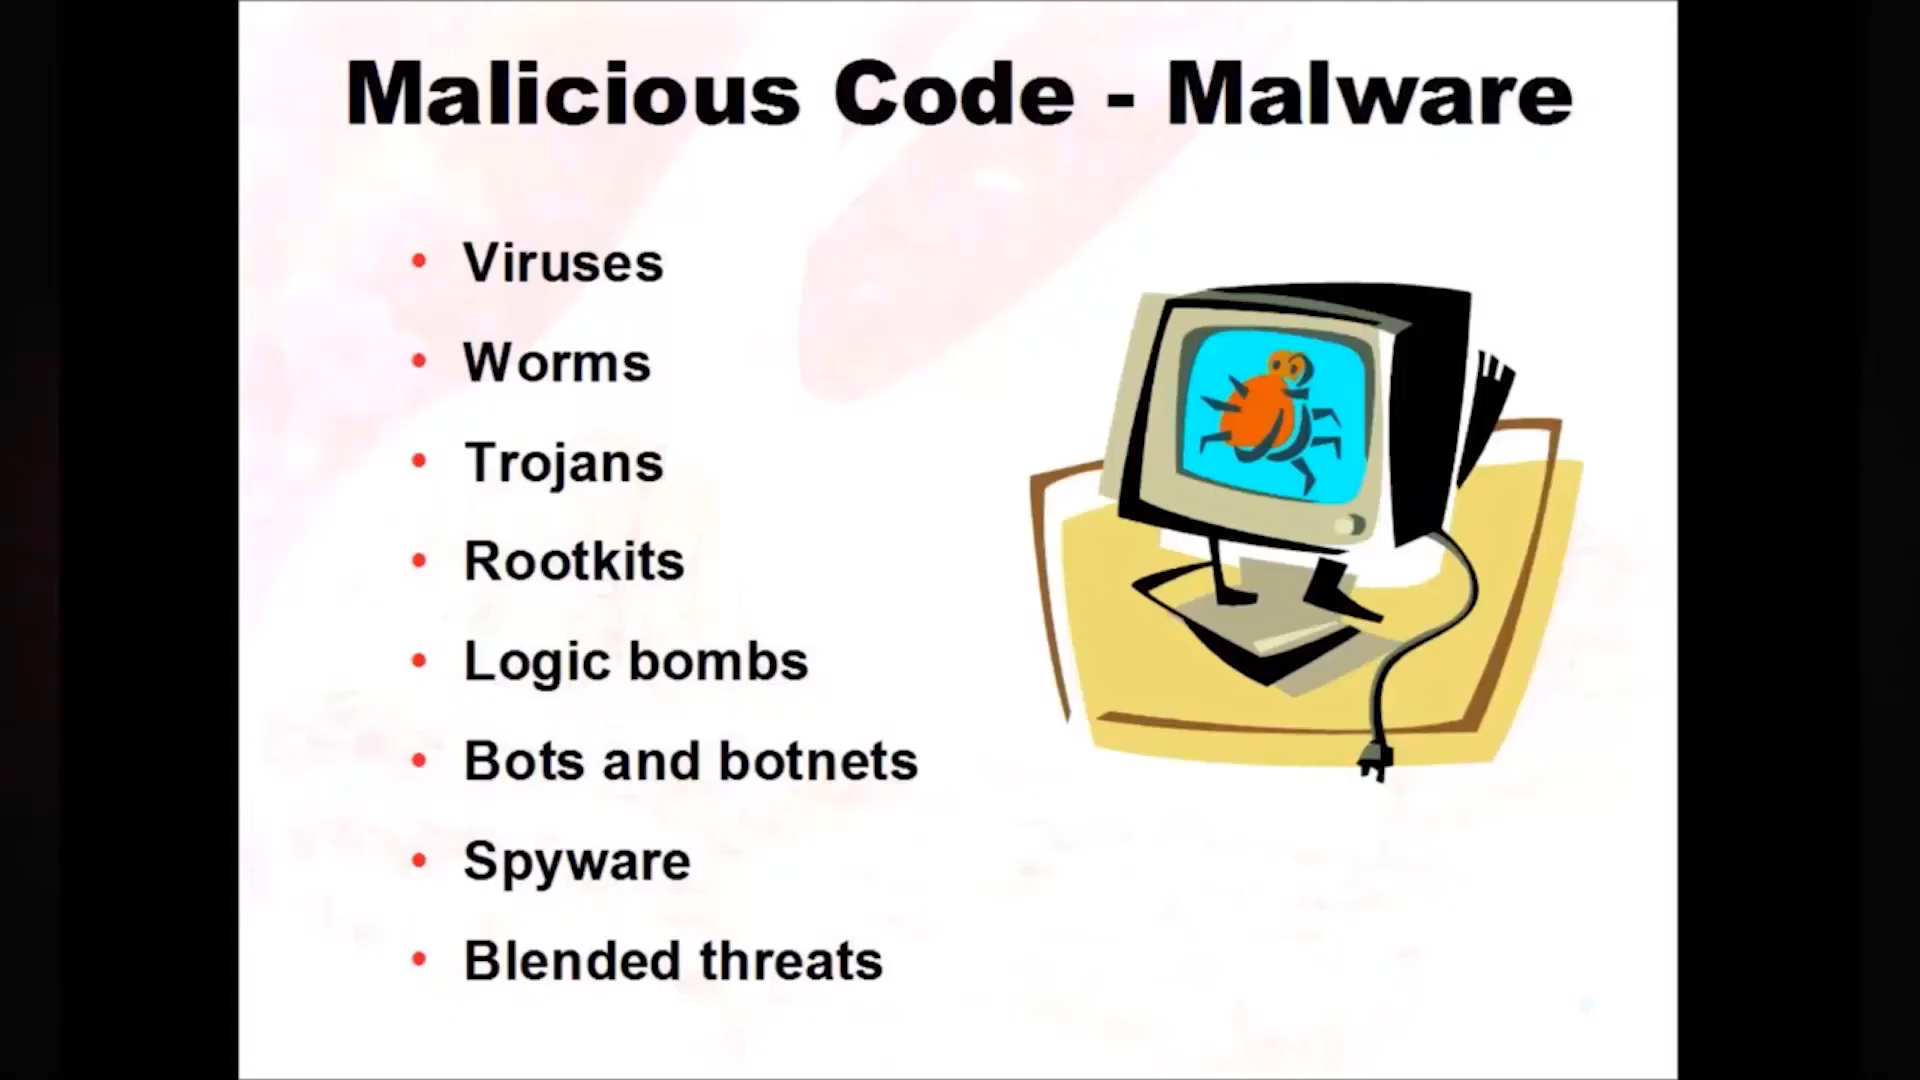 Malicious Code - Malware
• Viruses
• Worms
• Trojans
• Rootkits
• Logic bombs
• Bots and botnets
• Spyware
• Blended threats